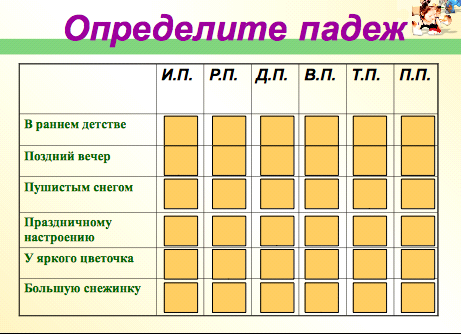 Определите падеж
И.П. Р.П. Д.П. В.П. Т.П. П.П.
В раннем детстве
Поздний вечер
Пушистым снегом
Праздничному
настроению
У яркого цветочка
Большую снежинку